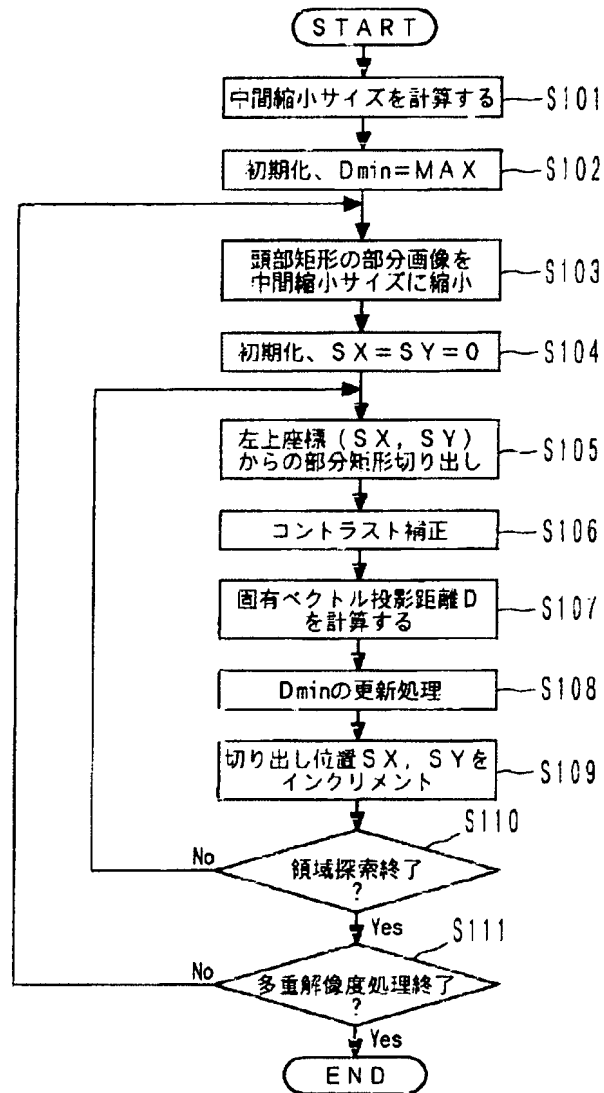 START
中間縮小サイズを計算する
S101
初期化、Dmin=MAX
S102
頭部矩形の部分画像を
中間縮小サイズに縮小
S103
初期化、SX=SY=0
S104
左上座標(SX,SY)
からの部分矩形切り出し
S105
コントラスト補正
S106
固有ベクトル投影距離D
を計算する
S107
Dminの更新処理
S108
切り出し位置SX,SYを
インクリメント
S109
S110
No
領域探索終了
?
Yes
S111
No
多重解像度処理終了
?
Yes
END